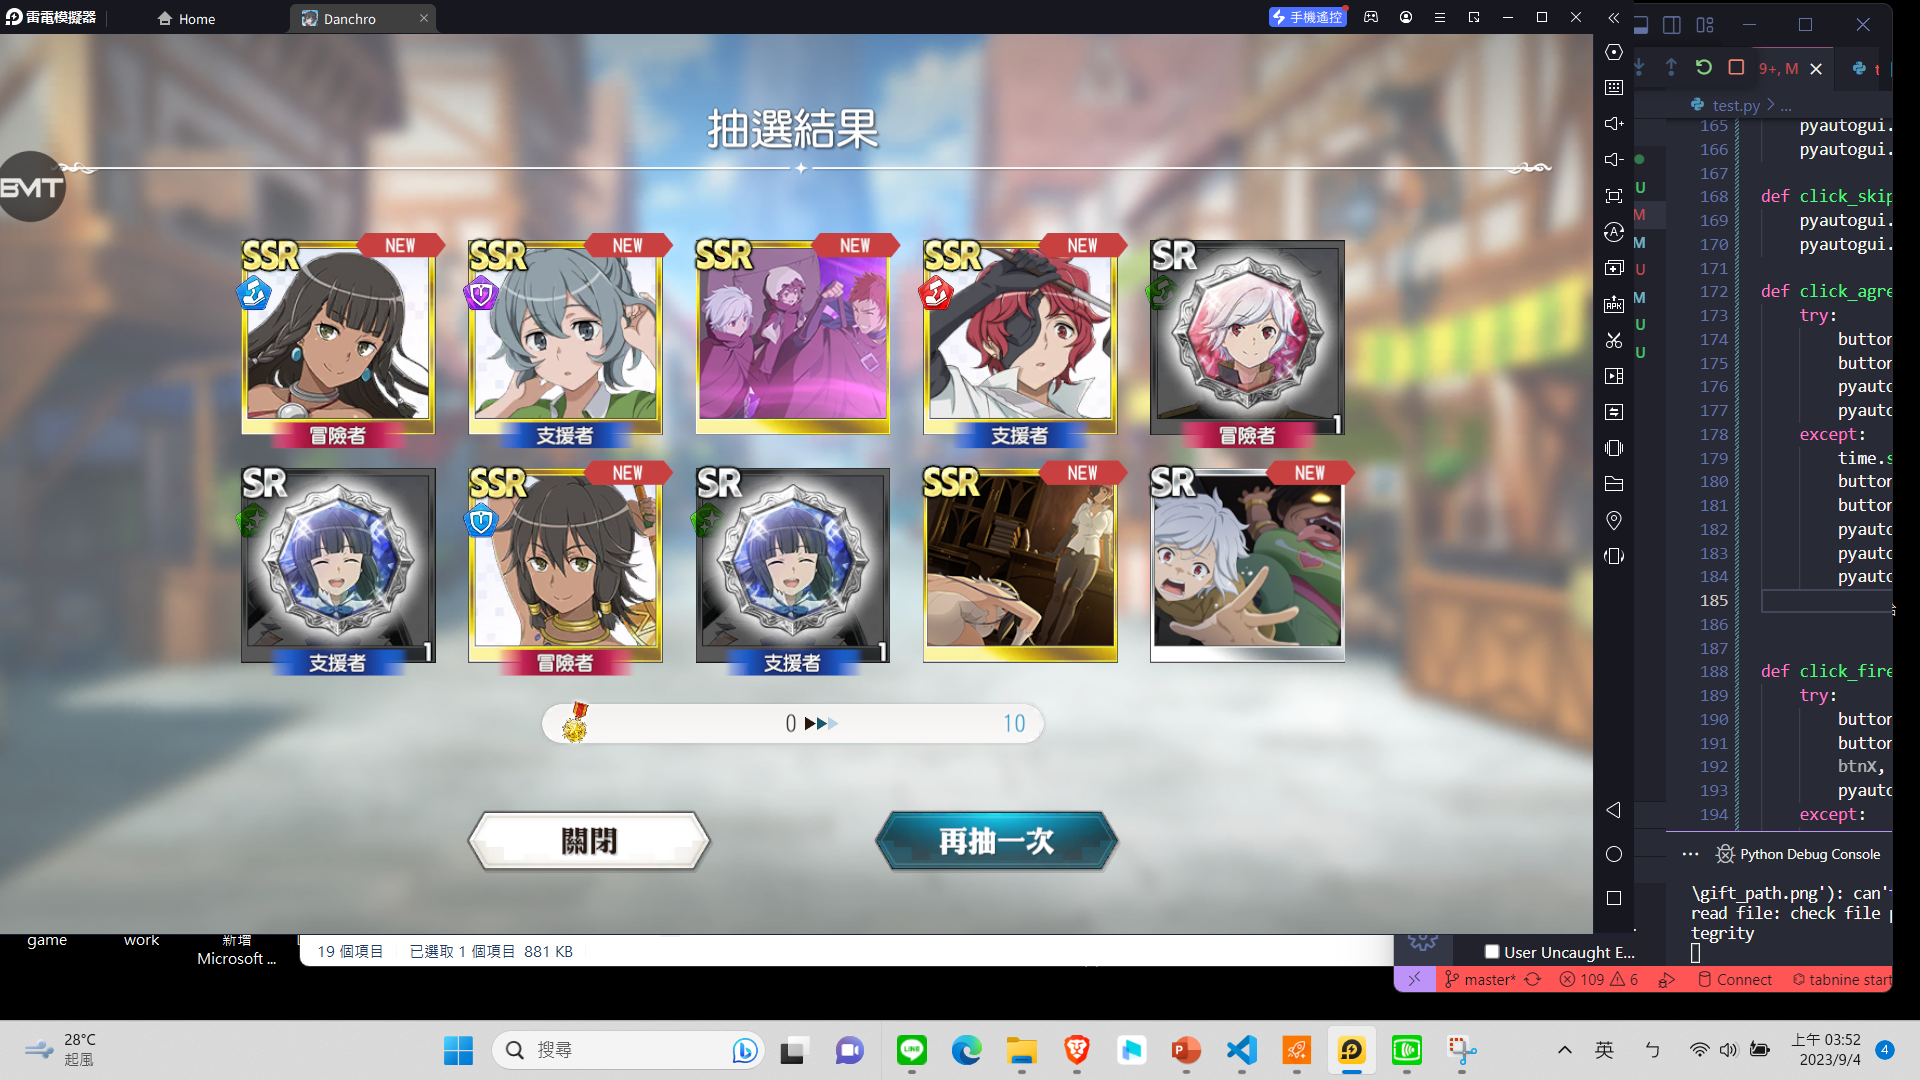 雷電模擬器
Home
Danchro
手機遙控
抽選結果
BMT
SSR NEW
SSR NEW
SSR NEW
SSR NEW
SR
冒險者
支援者
支援者
1
冒險者
SR
SSR NEW
SR
SSR NEW
SR NEW
1
支援者
冒險者
1
支援者
0
10
關閉
再抽一次
9+, M
test.py > ...
165 pyautogui.
166 pyautogui.
167
168 def click_skip
169 pyautogui.
170 pyautogui.
171
172 def click_agre
173 try:
174 button
175 button
176 pyauto
177 pyauto
178 except:
179 time.s
180 button
181 button
182 pyauto
183 pyauto
184 pyauto
185
186
187
188 def click_fire
189 try:
190 button
191 button
192 btnX,
193 pyauto
194 except:
U
M
M
U
M
U
U
... Python Debug Console
\gift_path.png'): can't
read file: check file p
tegrity
game
work
新增
Microsoft ...
19 個項目
已選取 1 個項目 881 KB
User Uncaught E...
master*
109
6
Connect
tabnine start
28°C
起風
搜尋
英
ㄅ
上午 03:52
2023/9/4
4